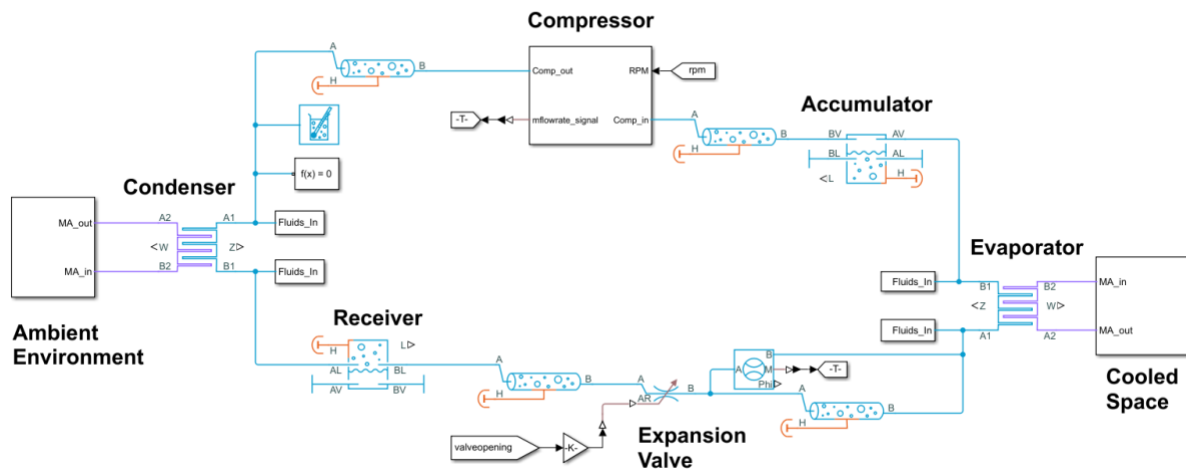 Compressor
A
B
H
Comp_out
RPM
rpm
-T-
mflowrate_signal
Comp_in
A
B
H
Accumulator
BV
AV
BL
AL
<L
H
f(x) = 0
Condenser
MA_out
A2
A1
Fluids_In
<W
Z>
MA_in
B2
B1
Fluids_In
Ambient
Environment
Evaporator
Fluids_In
B1
B2
MA_in
<Z
W>
Fluids_In
A1
A2
MA_out
Cooled
Space
Receiver
H
L>
AL
BL
AV
BV
A
B
H
A
B
AR
B
A
M
Phi
-T-
A
B
H
valveopening
-K-
Expansion
Valve